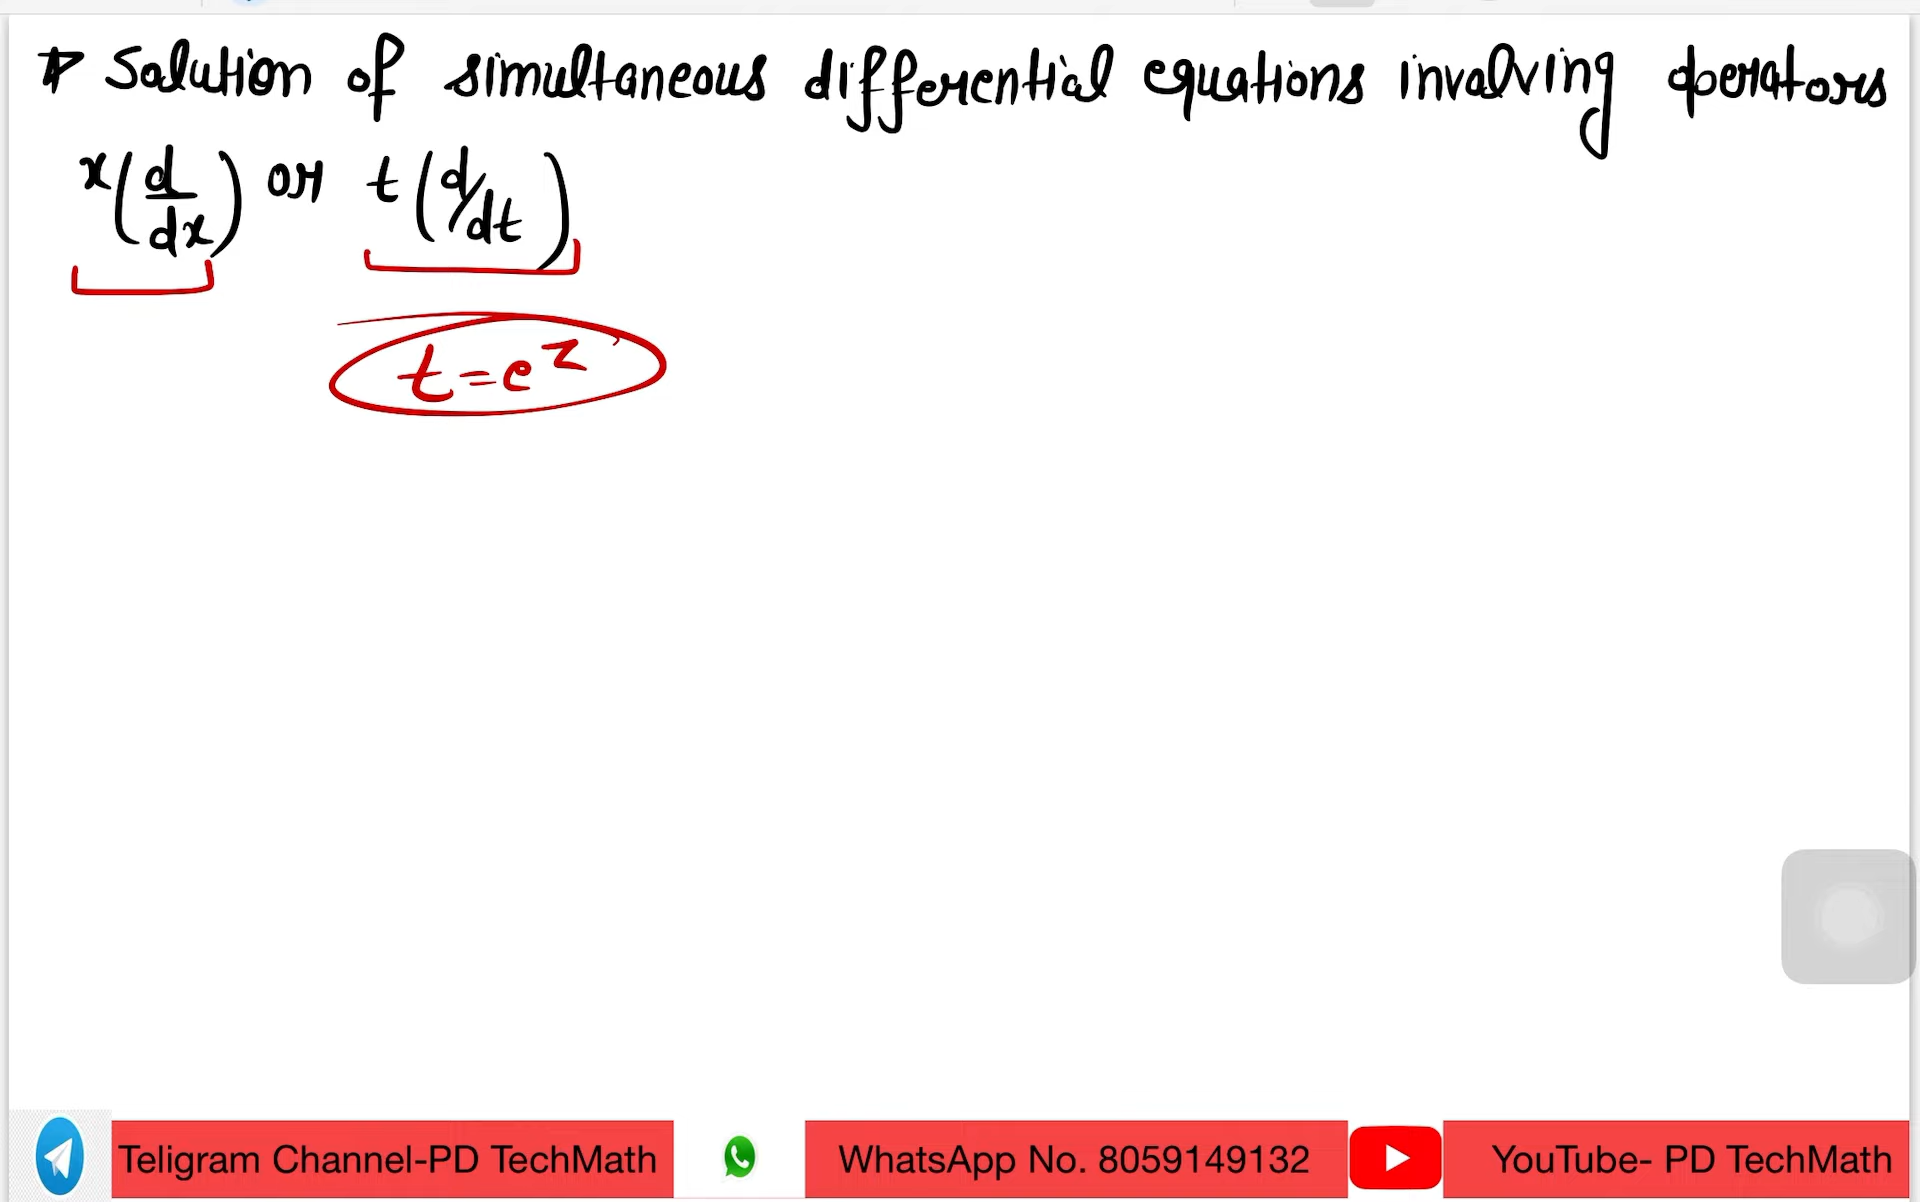 * Solution of simultaneous differential equations involving operators
x(d/dx) or t(d/dt)
t=e^z
Teligram Channel-PD TechMath
WhatsApp No. 8059149132
YouTube- PD TechMath